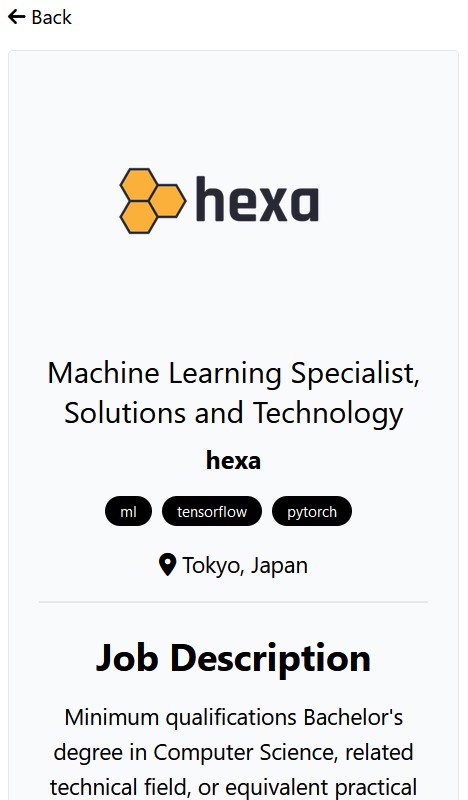 Back
hexa
Machine Learning Specialist,
Solutions and Technology
hexa
ml tensorflow pytorch
Tokyo, Japan
Job Description
Minimum qualifications Bachelor's
degree in Computer Science, related
technical field, or equivalent practical